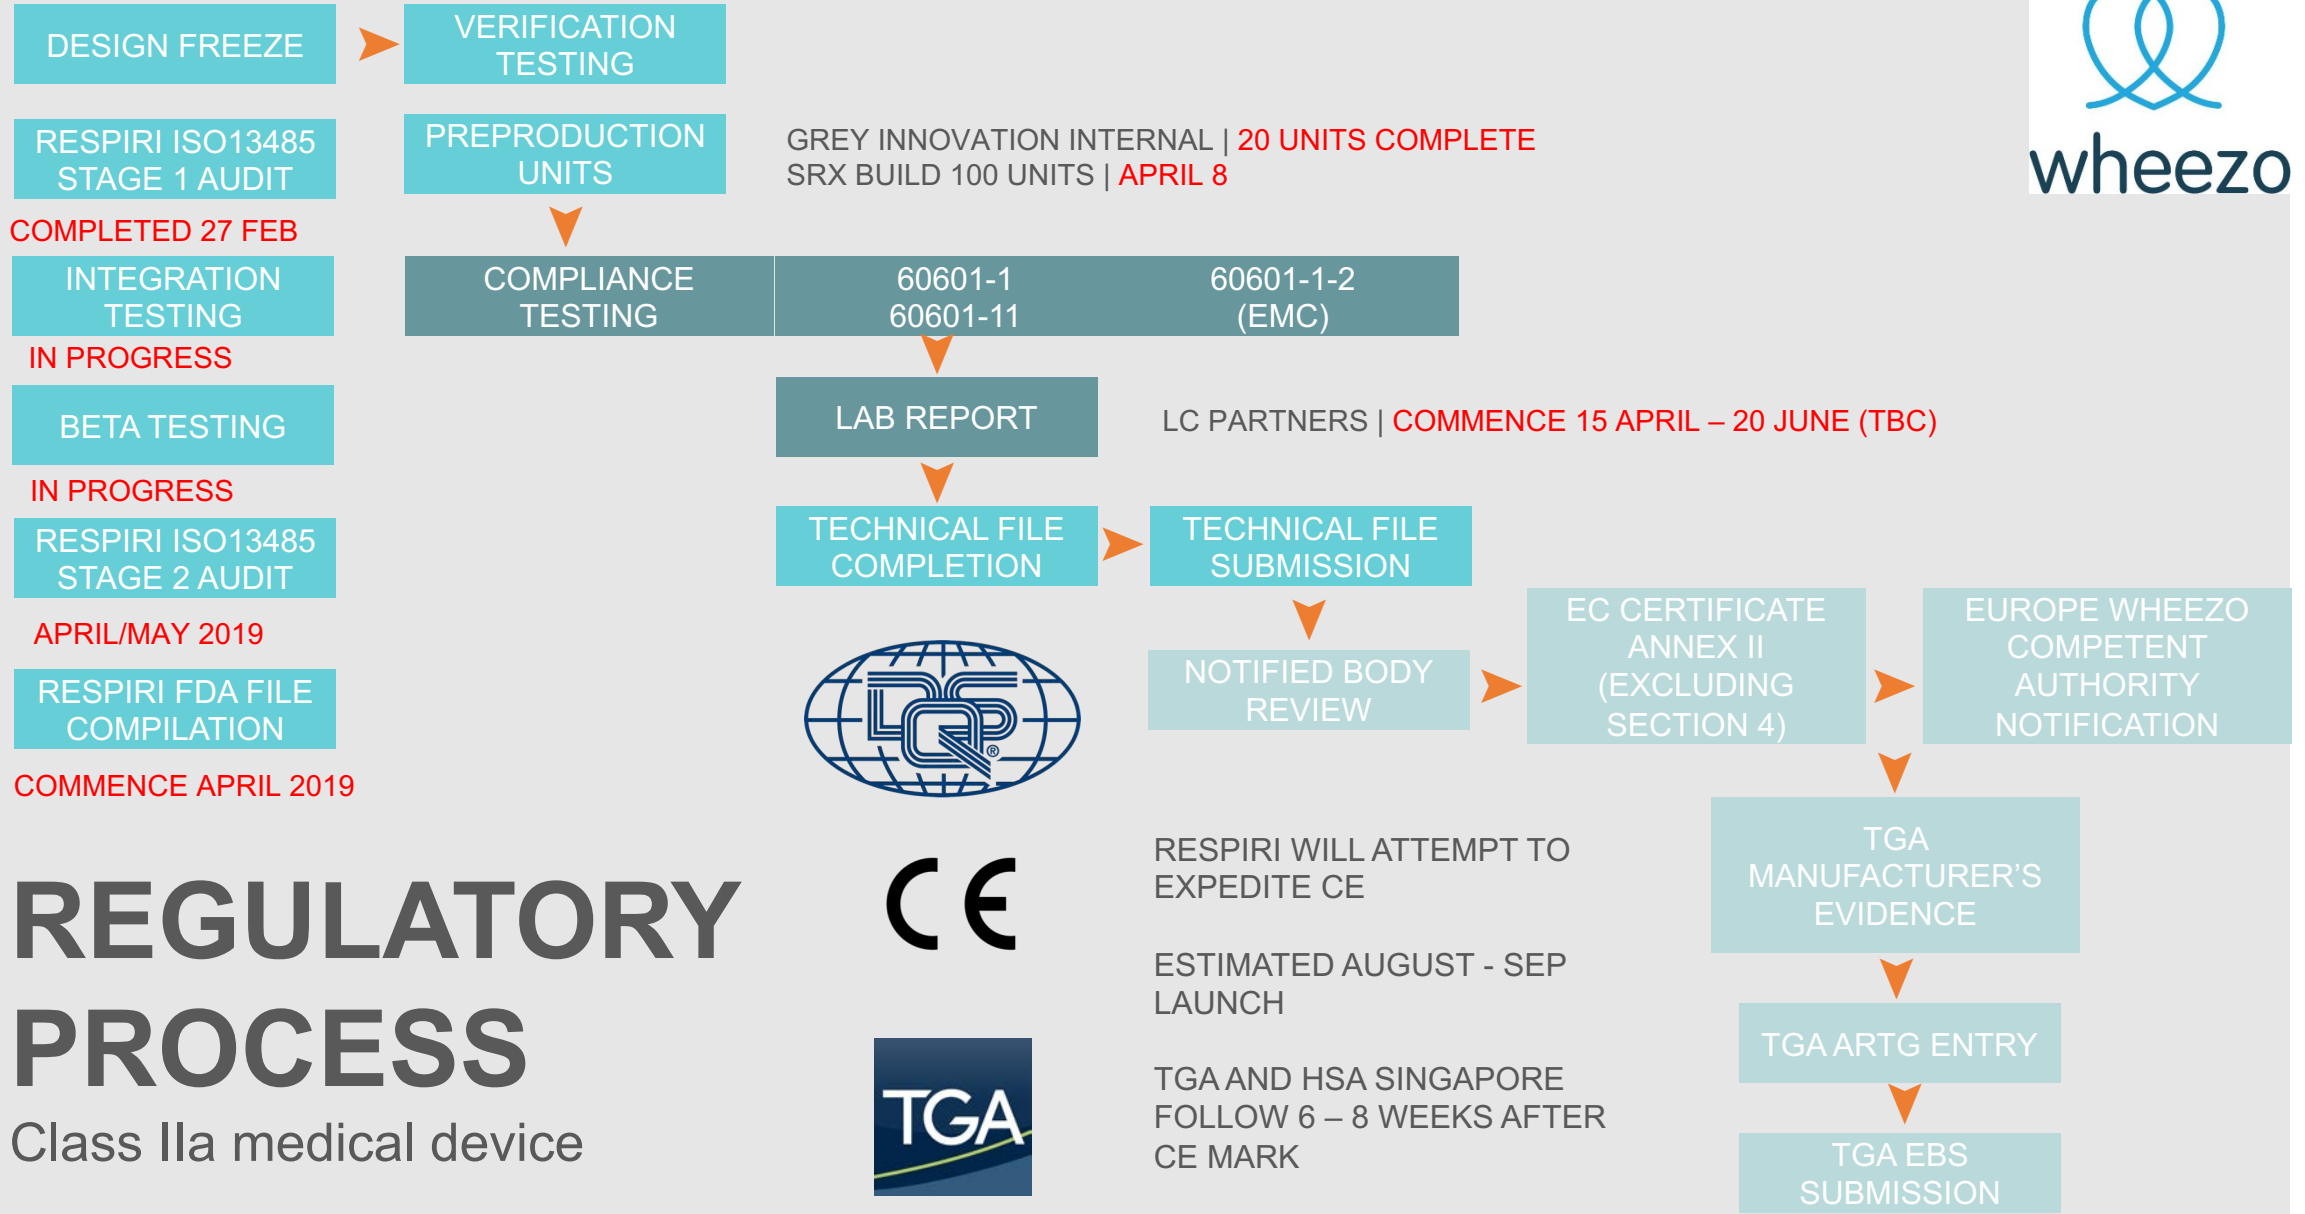 DESIGN FREEZE
VERIFICATION
TESTING
wheezo
RESPIRI ISO13485
STAGE 1 AUDIT
COMPLETED 27 FEB
PREPRODUCTION
UNITS
GREY INNOVATION INTERNAL | 20 UNITS COMPLETE
SRX BUILD 100 UNITS | APRIL 8
INTEGRATION
TESTING
IN PROGRESS
COMPLIANCE
TESTING
60601-1
60601-11
60601-1-2
(EMC)
BETA TESTING
IN PROGRESS
LAB REPORT
LC PARTNERS | COMMENCE 15 APRIL – 20 JUNE (TBC)
RESPIRI ISO13485
STAGE 2 AUDIT
APRIL/MAY 2019
TECHNICAL FILE
COMPLETION
TECHNICAL FILE
SUBMISSION
RESPIRI FDA FILE
COMPILATION
COMMENCE APRIL 2019
DQS
®
NOTIFIED BODY
REVIEW
EC CERTIFICATE
ANNEX II
(EXCLUDING
SECTION 4)
EUROPE WHEEZO
COMPETENT
AUTHORITY
NOTIFICATION
TGA
MANUFACTURER'S
EVIDENCE
TGA ARTG ENTRY
TGA EBS
SUBMISSION
REGULATORY
PROCESS
Class IIa medical device
CE
TGA
RESPIRI WILL ATTEMPT TO
EXPEDITE CE
ESTIMATED AUGUST - SEP
LAUNCH
TGA AND HSA SINGAPORE
FOLLOW 6 – 8 WEEKS AFTER
CE MARK